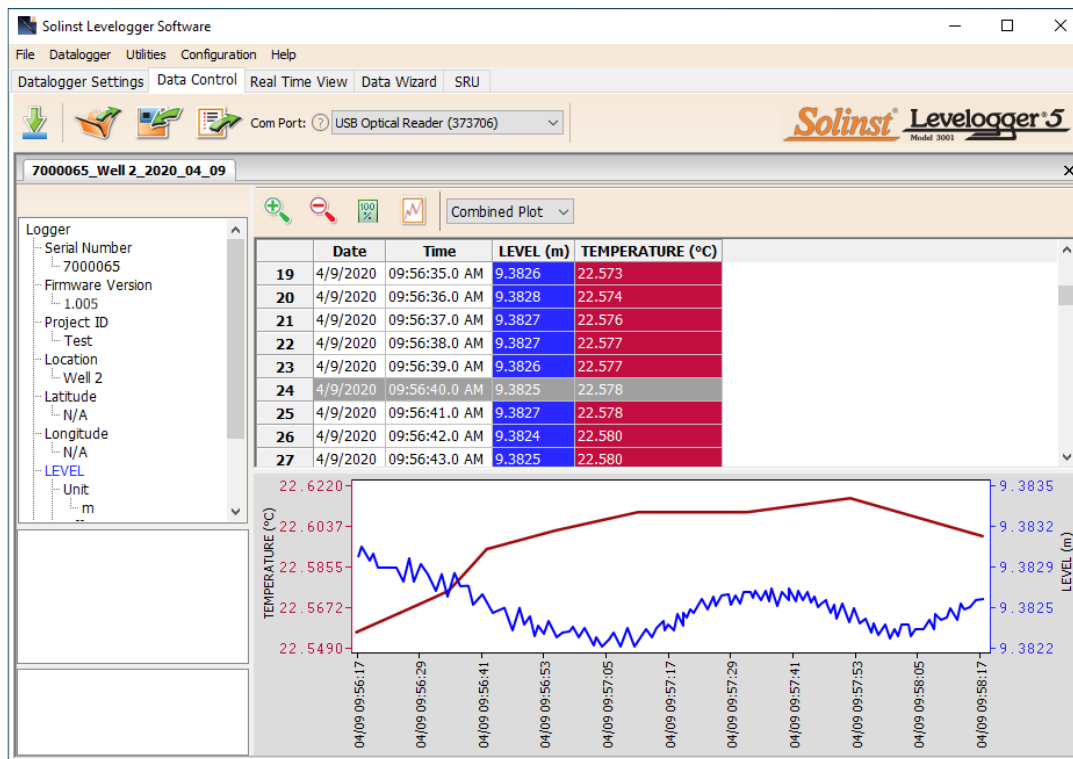 Solinst Levelogger Software
File Datalogger Utilities Configuration Help
Datalogger Settings Data Control Real Time View Data Wizard SRU
Com Port: ? USB Optical Reader (373706)
Solinst Levelogger 5
Model 3001
7000065_Well 2_2020_04_09
100 %
Combined Plot
Logger
Serial Number
7000065
Firmware Version
1.005
Project ID
Test
Location
Well 2
Latitude
N/A
Longitude
N/A
LEVEL
Unit
m
Date Time LEVEL (m) TEMPERATURE (°C)
19 4/9/2020 09:56:35.0 AM 9.3826 22.573
20 4/9/2020 09:56:36.0 AM 9.3828 22.574
21 4/9/2020 09:56:37.0 AM 9.3827 22.576
22 4/9/2020 09:56:38.0 AM 9.3827 22.577
23 4/9/2020 09:56:39.0 AM 9.3826 22.577
24 4/9/2020 09:56:40.0 AM 9.3825 22.578
25 4/9/2020 09:56:41.0 AM 9.3827 22.578
26 4/9/2020 09:56:42.0 AM 9.3824 22.580
27 4/9/2020 09:56:43.0 AM 9.3825 22.580
TEMPERATURE (°C)
22.6220
22.6037
22.5855
22.5672
22.5490
9.3835
9.3832
9.3829
9.3825
9.3822
LEVEL (m)
04/09 09:56:17
04/09 09:56:29
04/09 09:56:41
04/09 09:56:53
04/09 09:57:05
04/09 09:57:17
04/09 09:57:29
04/09 09:57:41
04/09 09:57:53
04/09 09:58:05
04/09 09:58:17